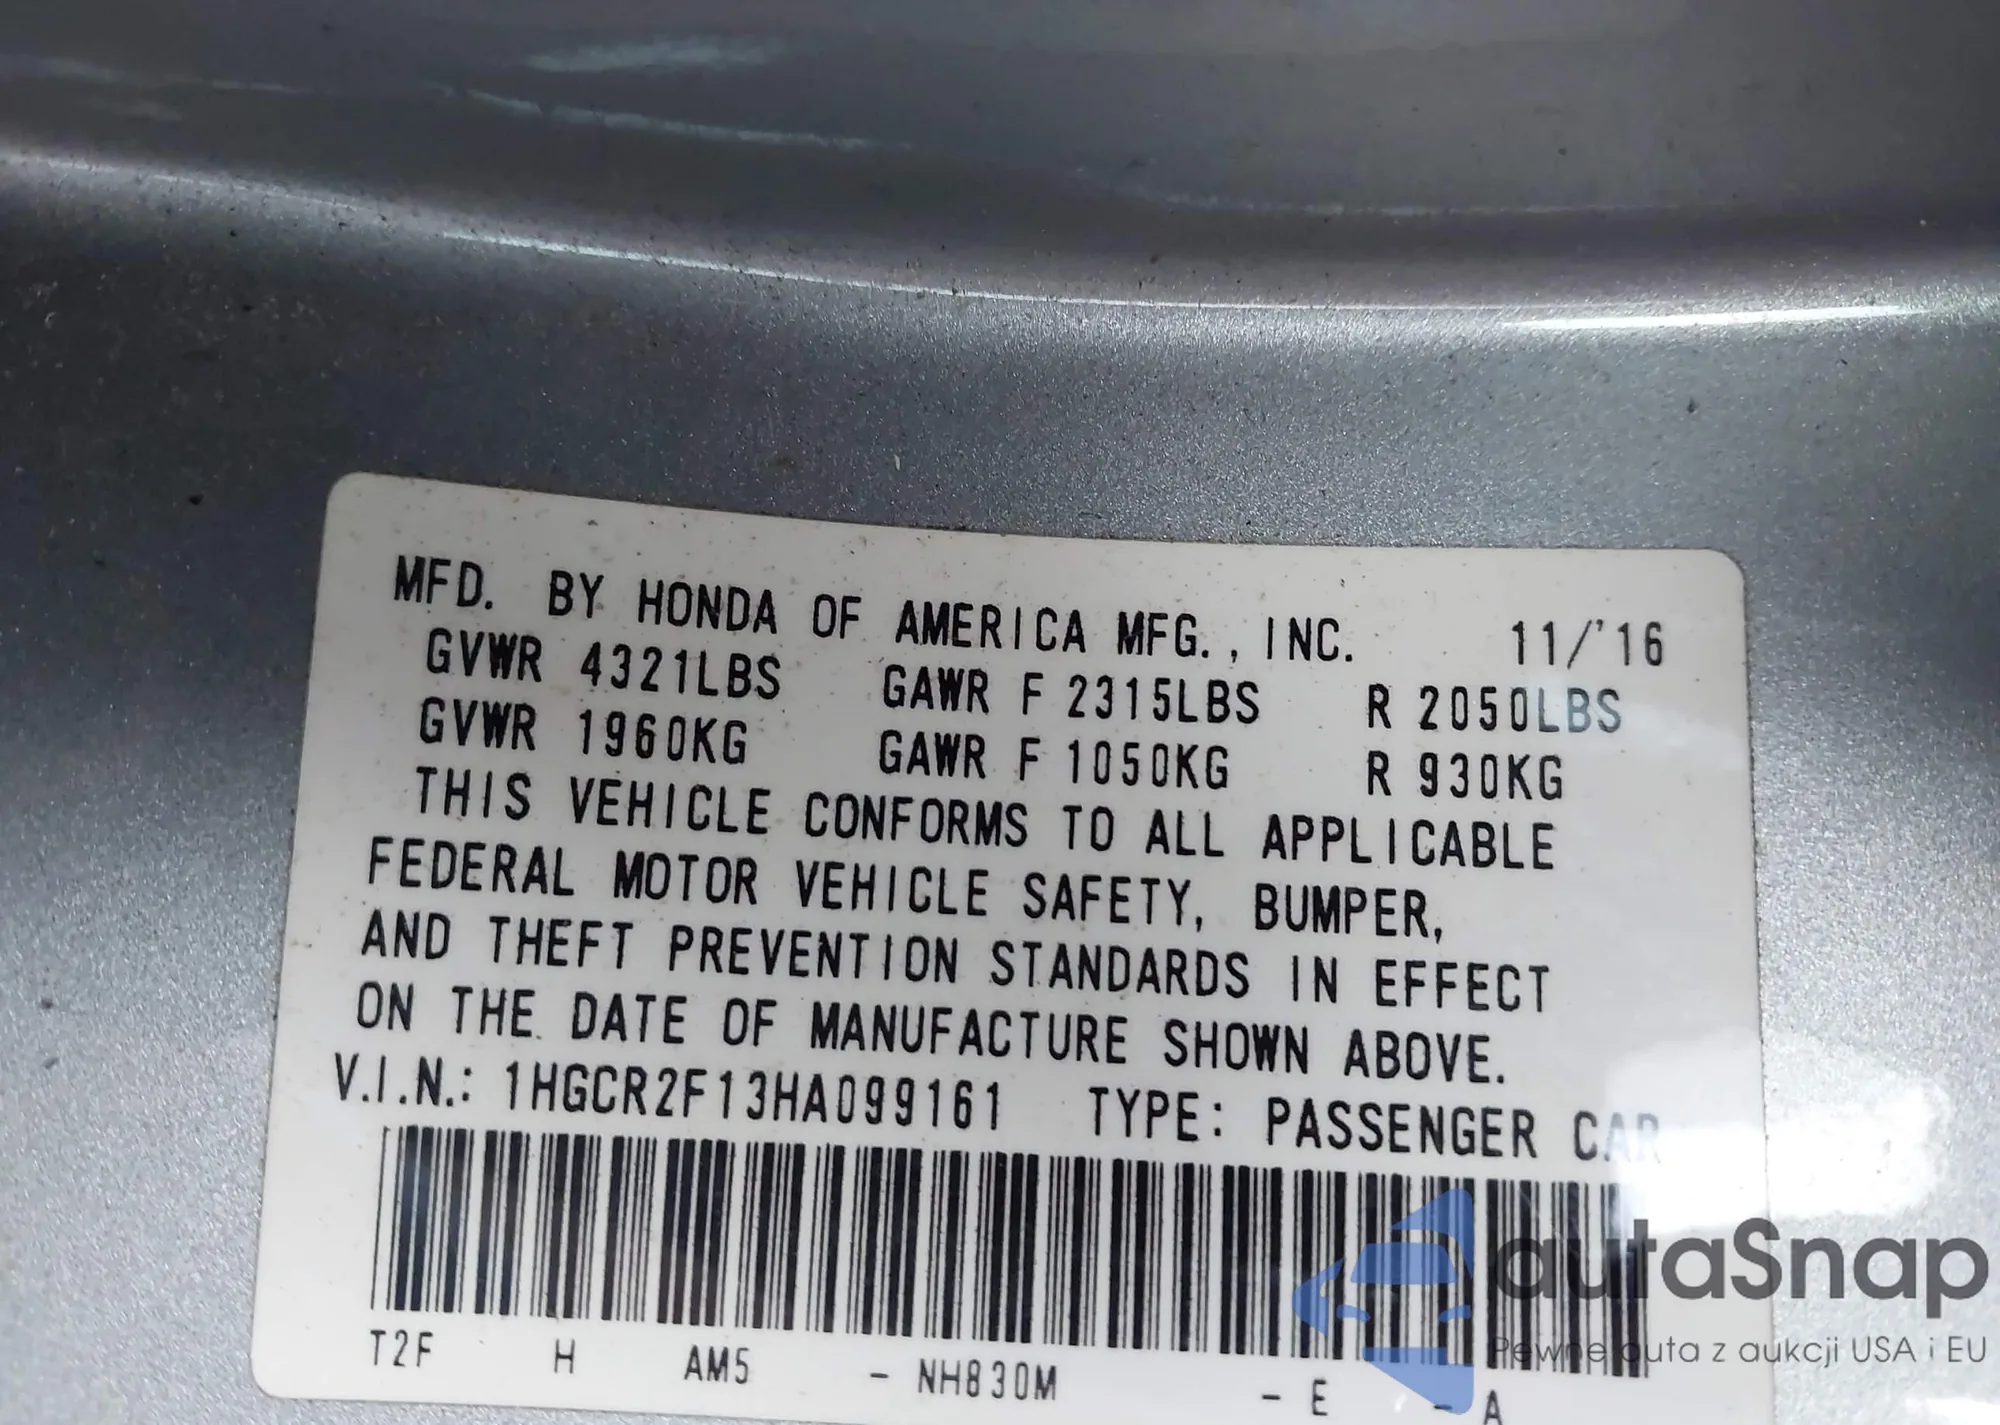 MFD. BY HONDA OF AMERICA MFG., INC. 11/'16
GVWR 4321LBS GAWR F 2315LBS R 2050LBS
GVWR 1960KG GAWR F 1050KG R 930KG
THIS VEHICLE CONFORMS TO ALL APPLICABLE
FEDERAL MOTOR VEHICLE SAFETY, BUMPER,
AND THEFT PREVENTION STANDARDS IN EFFECT
ON THE DATE OF MANUFACTURE SHOWN ABOVE.
V.I.N.: 1HGCR2F13HA099161 TYPE: PASSENGER CAR
T2F H AM5 - NH830M - E - A
autaSnap
Pewne auta z aukcji USA i EU